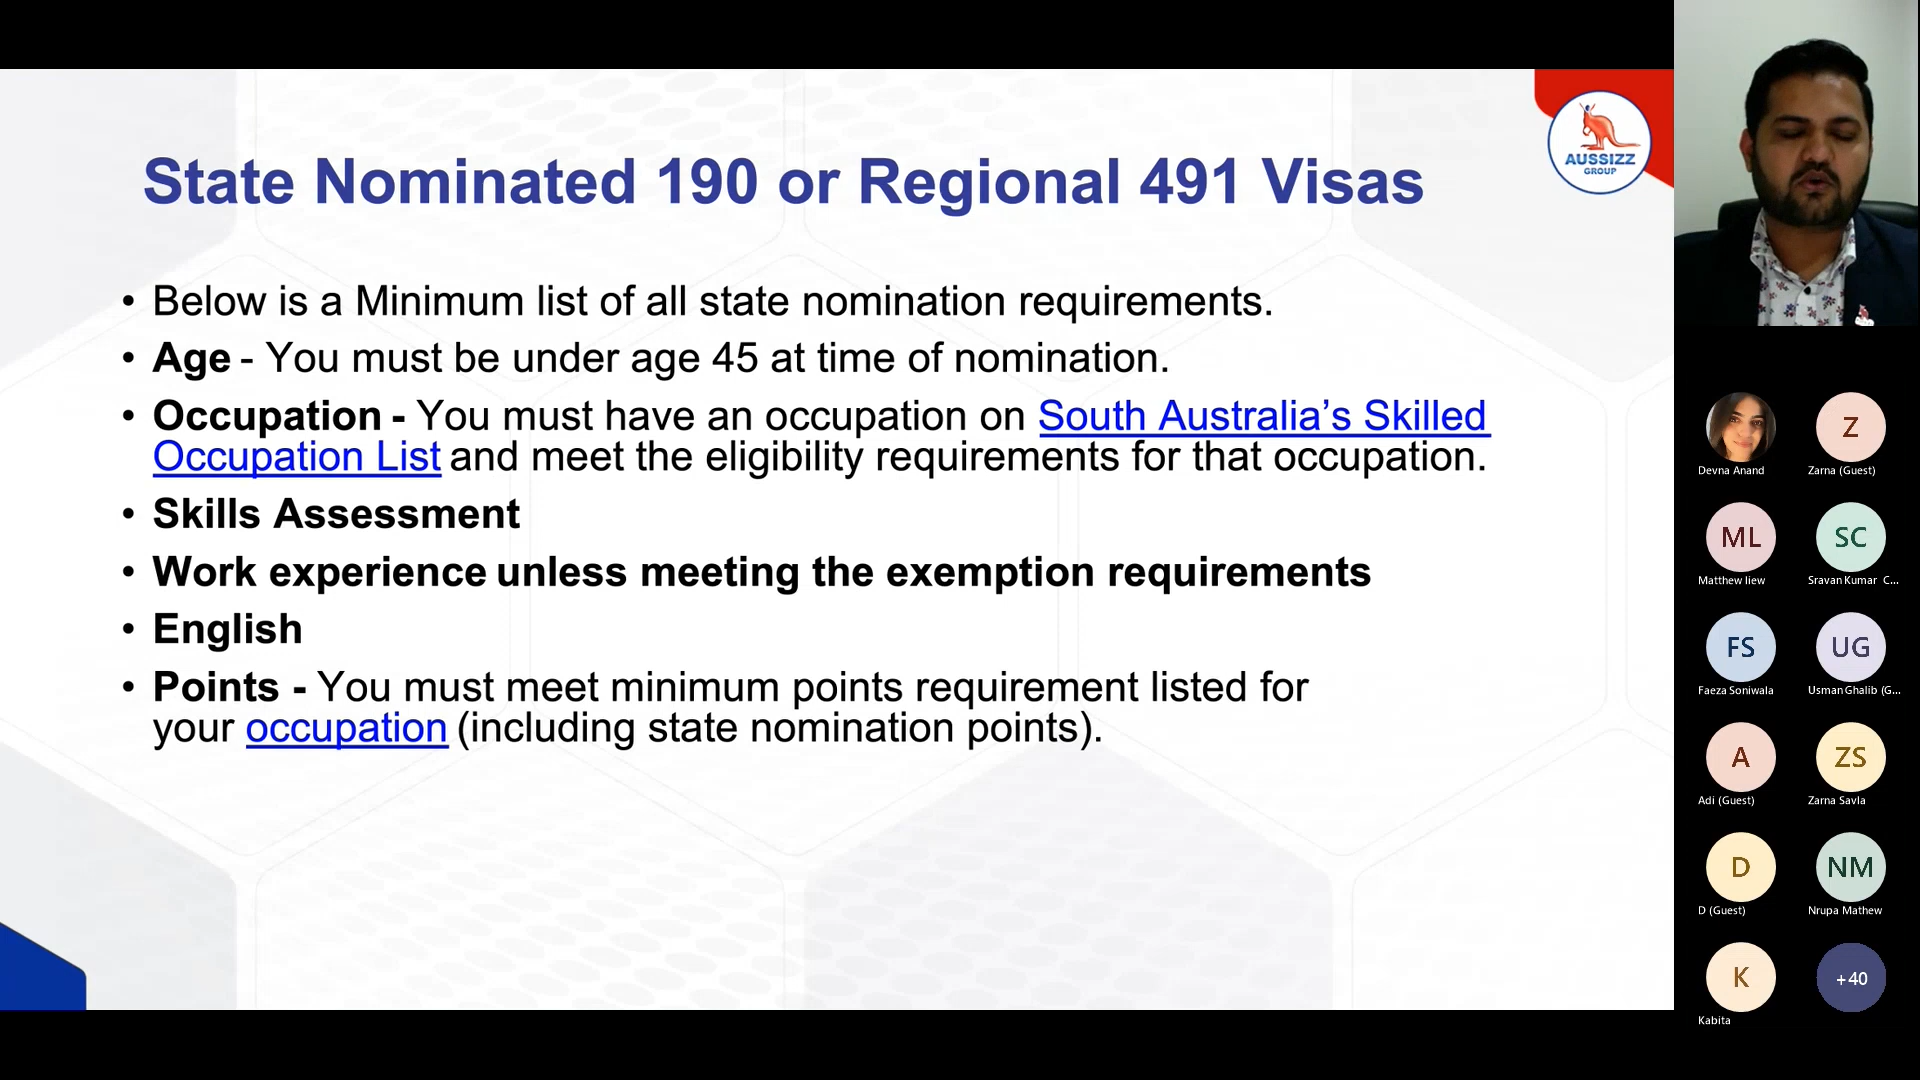 State Nominated 190 or Regional 491 Visas
AUSSIZZ
GROUP
• Below is a Minimum list of all state nomination requirements.
• Age - You must be under age 45 at time of nomination.
• Occupation - You must have an occupation on South Australia’s Skilled
Occupation List and meet the eligibility requirements for that occupation.
• Skills Assessment
• Work experience unless meeting the exemption requirements
• English
• Points - You must meet minimum points requirement listed for
your occupation (including state nomination points).
Devna Anand
Z
Zarna (Guest)
ML
Matthew liew
SC
Sravan Kumar C...
FS
Faeza Soniwala
UG
Usman Ghalib (G...
A
Adi (Guest)
ZS
Zarna Savla
D
D (Guest)
NM
Nrupa Mathew
K
Kabita
+40